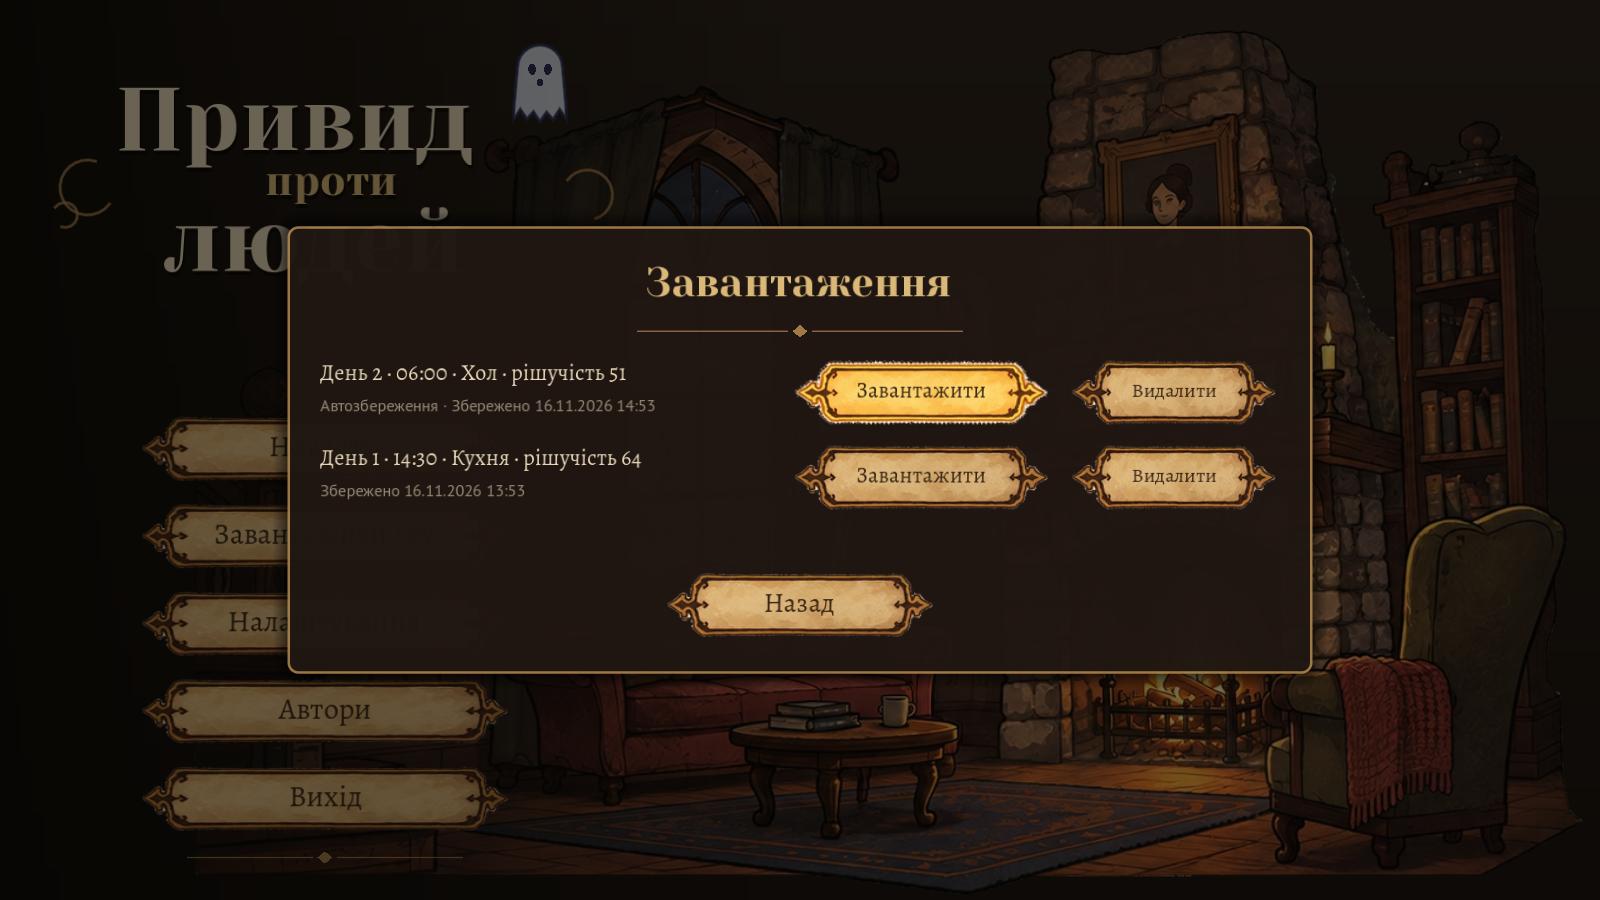 Привид
проти
людей
Завантаження
День 2 · 06:00 · Хол · рішучість 51
Автозбереження · Збережено 16.11.2026 14:53
Завантажити
Видалити
День 1 · 14:30 · Кухня · рішучість 64
Збережено 16.11.2026 13:53
Завантажити
Видалити
Назад
Автори
Вихід